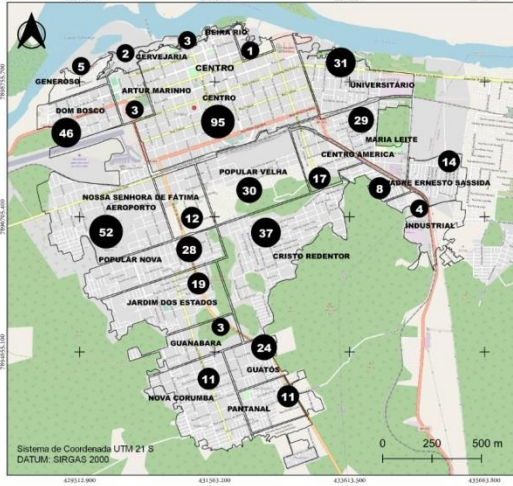 3
BEIRA RIO
2
CERVEJARIA
1
5
CENTRO
31
GENEROSO
UNIVERSITÁRIO
ARTUR MARINHO
DOM BOSCO
3
CENTRO
95
29
46
MARIA LEITE
CENTRO AMERICA
14
POPULAR VELHA
17
PADRE ERNESTO SASSIDA
30
8
NOSSA SENHORA DE FÁTIMA
AEROPORTO
12
4
52
37
INDUSTRIAL
28
POPULAR NOVA
CRISTO REDENTOR
19
JARDIM DOS ESTADOS
3
GUANABARA
24
GUATÓS
11
NOVA CORUMBA
11
PANTANAL
Sistema de Coordenada UTM 21 S
DATUM: SIRGAS 2000
0 250 500 m